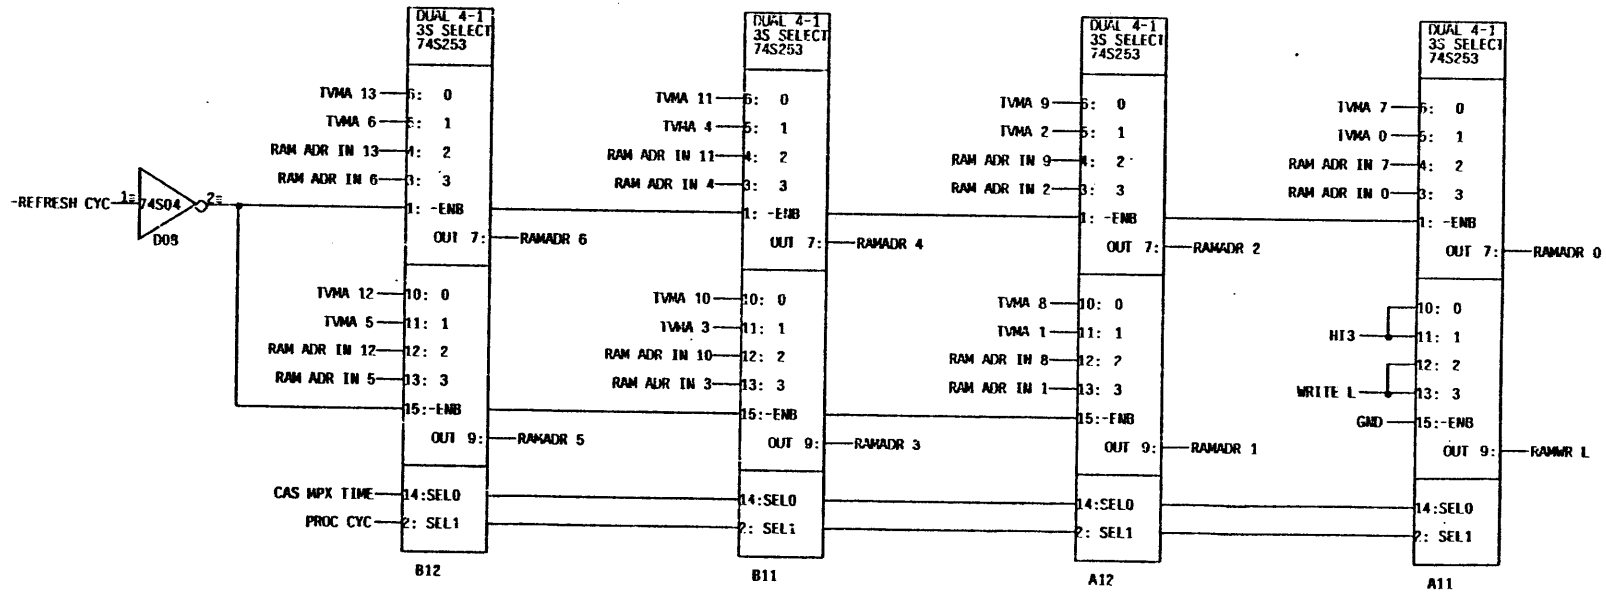 DUAL 4-1
3S SELECT
74S253
TVMA 13 6: 0
TVMA 6 5: 1
RAM ADR IN 13 4: 2
RAM ADR IN 6 3: 3
-REFRESH CYC 1= 74S04 2=
D08
1: -ENB
OUT 7: RAMADR 6
TVMA 12 10: 0
TVMA 5 11: 1
RAM ADR IN 12 12: 2
RAM ADR IN 5 13: 3
15:-ENB
OUT 9: RAMADR 5
CAS MPX TIME 14:SEL0
PROC CYC 2: SEL1
B12
DUAL 4-1
3S SELECT
74S253
TVMA 11 6: 0
TVMA 4 5: 1
RAM ADR IN 11 4: 2
RAM ADR IN 4 3: 3
1: -ENB
OUT 7: RAMADR 4
TVMA 10 10: 0
TVMA 3 11: 1
RAM ADR IN 10 12: 2
RAM ADR IN 3 13: 3
15:-ENB
OUT 9: RAMADR 3
14:SEL0
2: SEL1
B11
DUAL 4-1
3S SELECT
74S253
TVMA 9 6: 0
TVMA 2 5: 1
RAM ADR IN 9 4: 2
RAM ADR IN 2 3: 3
1: -ENB
OUT 7: RAMADR 2
TVMA 8 10: 0
TVMA 1 11: 1
RAM ADR IN 8 12: 2
RAM ADR IN 1 13: 3
15:-ENB
OUT 9: RAMADR 1
14:SEL0
2: SEL1
A12
DUAL 4-1
3S SELECT
74S253
TVMA 7 6: 0
TVMA 0 5: 1
RAM ADR IN 7 4: 2
RAM ADR IN 0 3: 3
1: -ENB
OUT 7: RAMADR 0
10: 0
HI3 11: 1
12: 2
WRITE L 13: 3
GND 15:-ENB
OUT 9: RAMWR L
14:SEL0
2: SEL1
A11